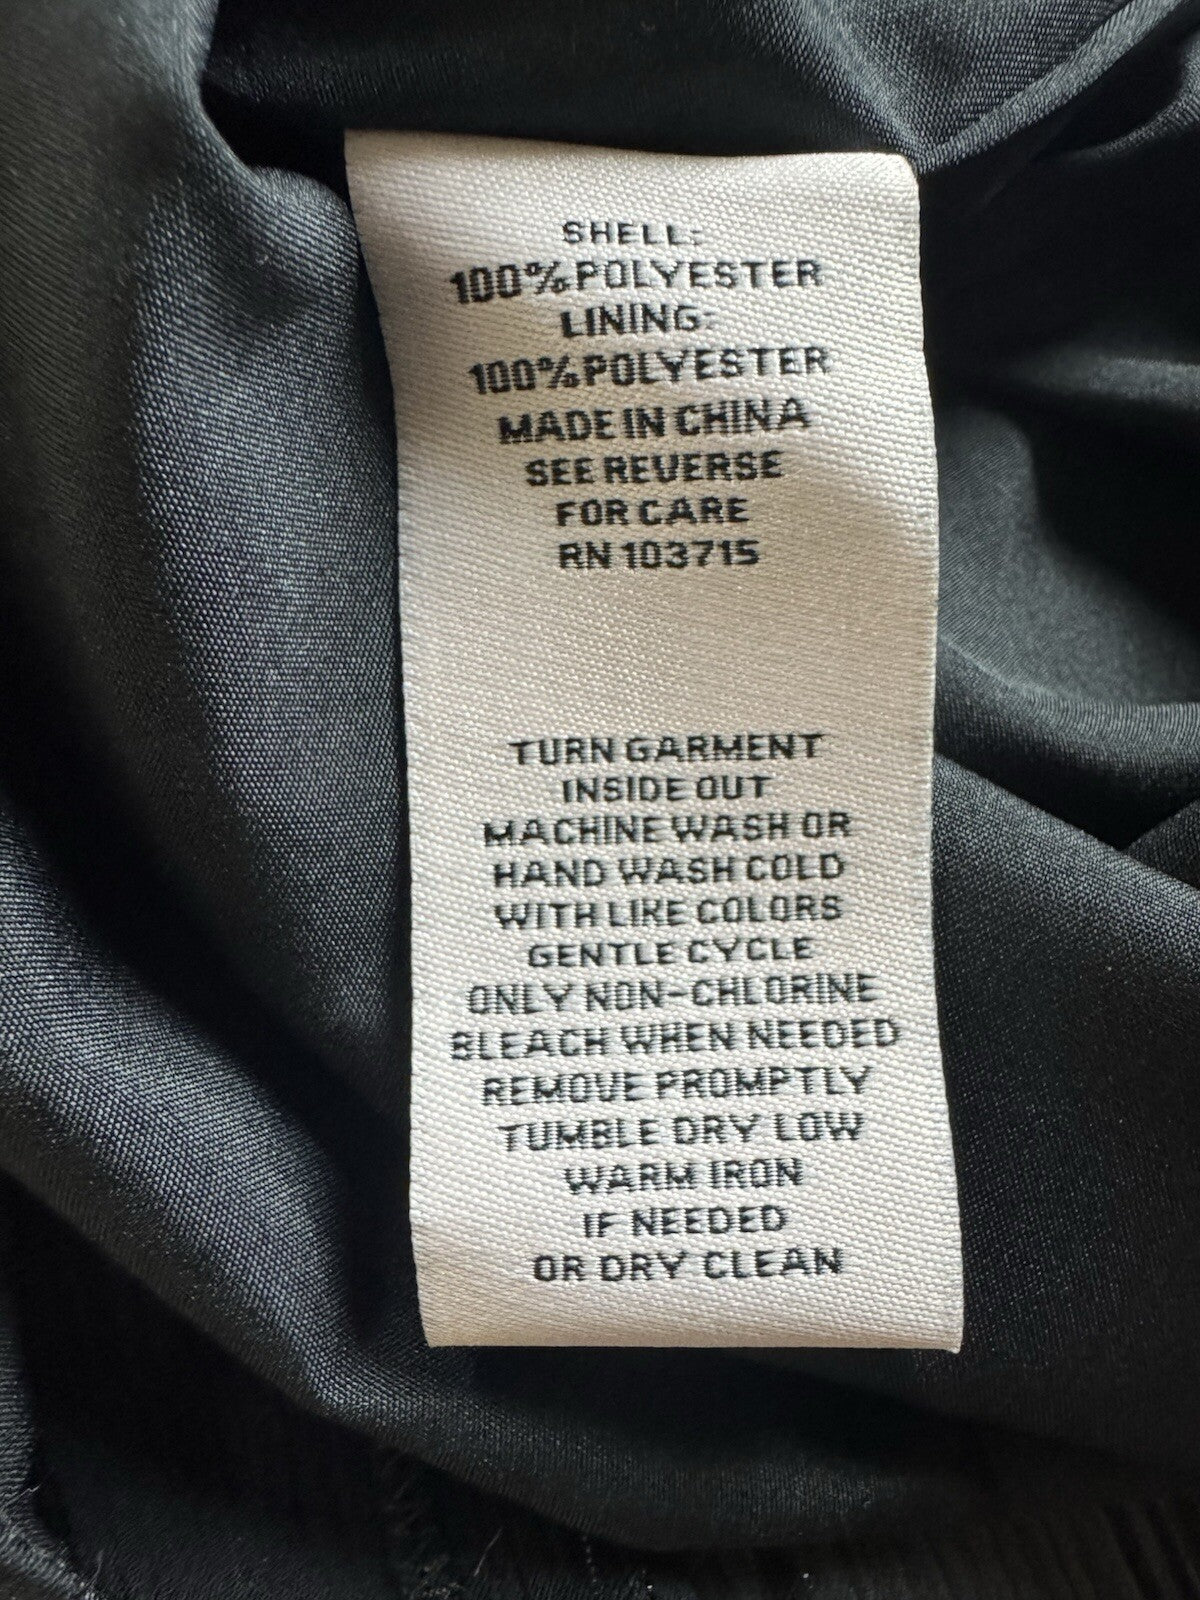 SHELL:
100% POLYESTER
LINING:
100% POLYESTER
MADE IN CHINA
SEE REVERSE
FOR CARE
RN 103715
TURN GARMENT
INSIDE OUT
MACHINE WASH OR
HAND WASH COLD
WITH LIKE COLORS
GENTLE CYCLE
ONLY NON-CHLORINE
BLEACH WHEN NEEDED
REMOVE PROMPTLY
TUMBLE DRY LOW
WARM IRON
IF NEEDED
OR DRY CLEAN